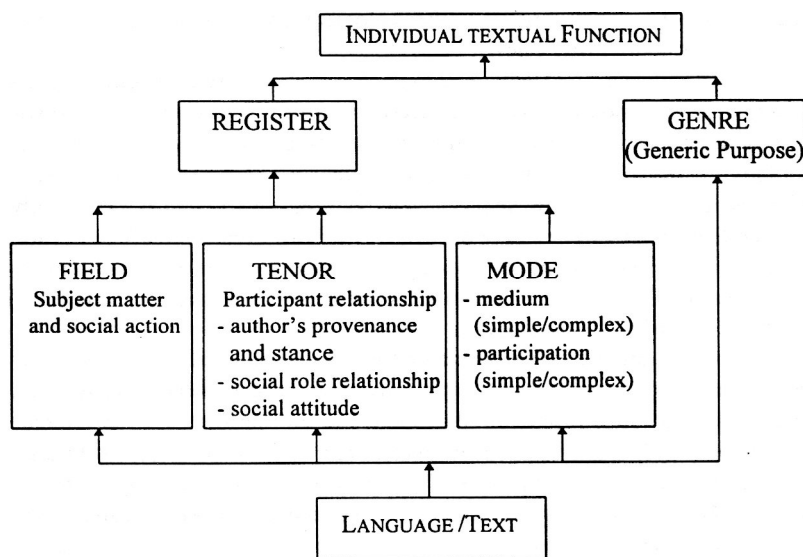 INDIVIDUAL TEXTUAL FUNCTION
REGISTER
GENRE
(Generic Purpose)
FIELD
Subject matter
and social action
TENOR
Participant relationship
- author's provenance
and stance
- social role relationship
- social attitude
MODE
- medium
(simple/complex)
- participation
(simple/complex)
LANGUAGE /TEXT